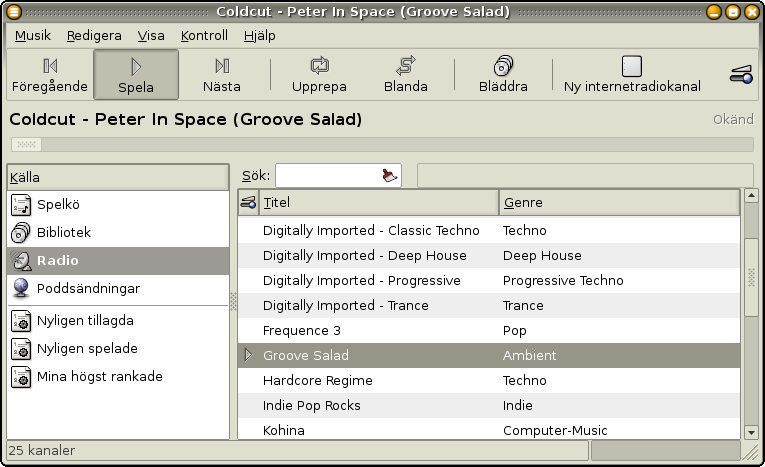 Coldcut - Peter In Space (Groove Salad)
Musik Redigera Visa Kontroll Hjälp
Föregående Spela Nästa Upprepa Blanda Bläddra Ny internetradiokanal
Coldcut - Peter In Space (Groove Salad) Okänd
Källa
Spelkö
Bibliotek
Radio
Poddsändningar
Nyligen tillagda
Nyligen spelade
Mina högst rankade
Sök:
Titel Genre
Digitally Imported - Classic Techno Techno
Digitally Imported - Deep House Deep House
Digitally Imported - Progressive Progressive Techno
Digitally Imported - Trance Trance
Frequence 3 Pop
Groove Salad Ambient
Hardcore Regime Techno
Indie Pop Rocks Indie
Kohina Computer-Music
25 kanaler